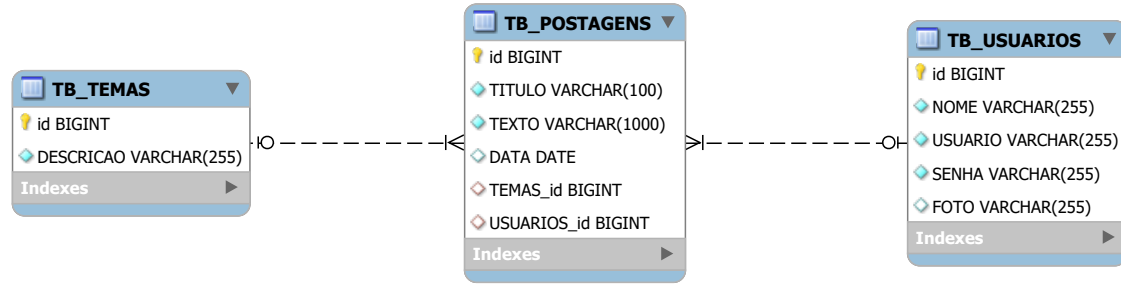 TB_TEMAS
id BIGINT
DESCRICAO VARCHAR(255)
Indexes
TB_POSTAGENS
id BIGINT
TITULO VARCHAR(100)
TEXTO VARCHAR(1000)
DATA DATE
TEMAS_id BIGINT
USUARIOS_id BIGINT
Indexes
TB_USUARIOS
id BIGINT
NOME VARCHAR(255)
USUARIO VARCHAR(255)
SENHA VARCHAR(255)
FOTO VARCHAR(255)
Indexes